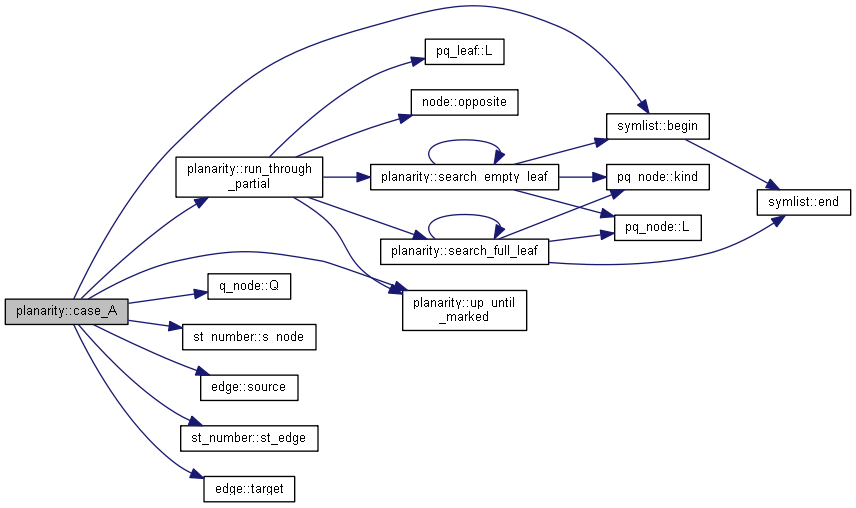 pq_leaf::L
node::opposite
symlist::begin
planarity::run_through
_partial
planarity::search_empty_leaf
pq_node::kind
symlist::end
pq_node::L
planarity::search_full_leaf
q_node::Q
planarity::up_until
_marked
planarity::case_A
st_number::s_node
edge::source
st_number::st_edge
edge::target